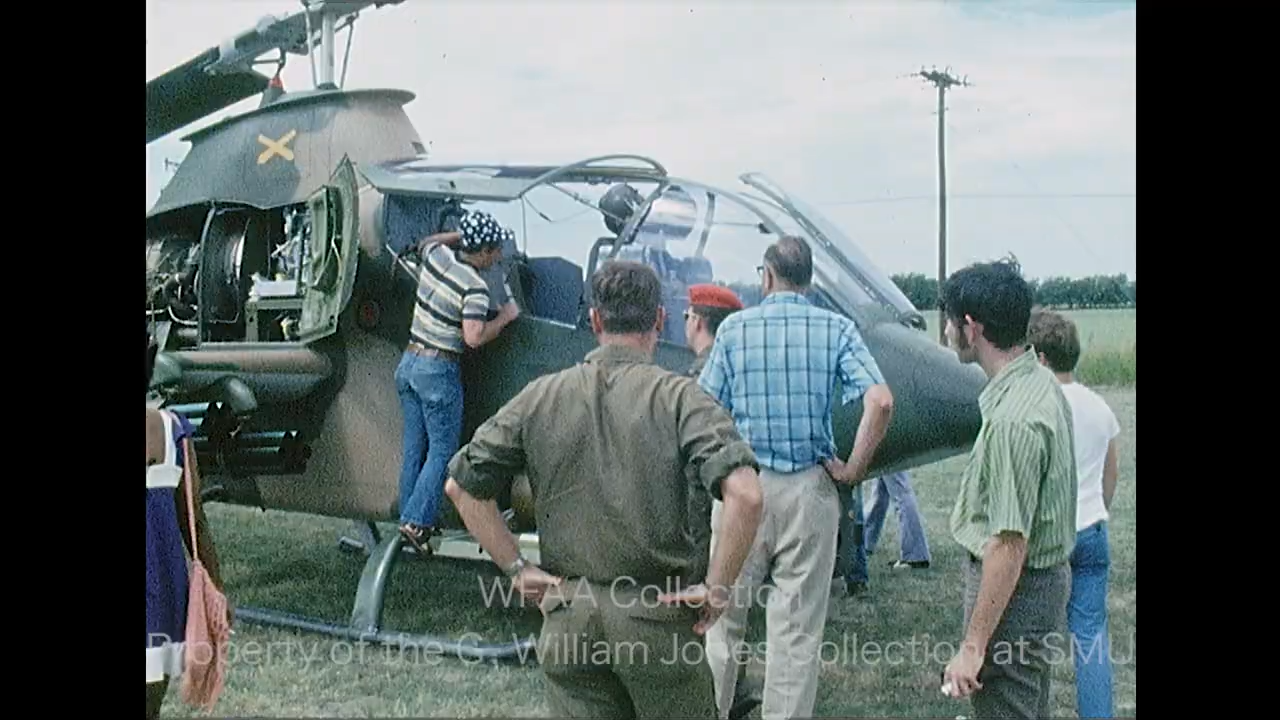 WFAA Collection
Property of the G. William Jones Collection at SMU